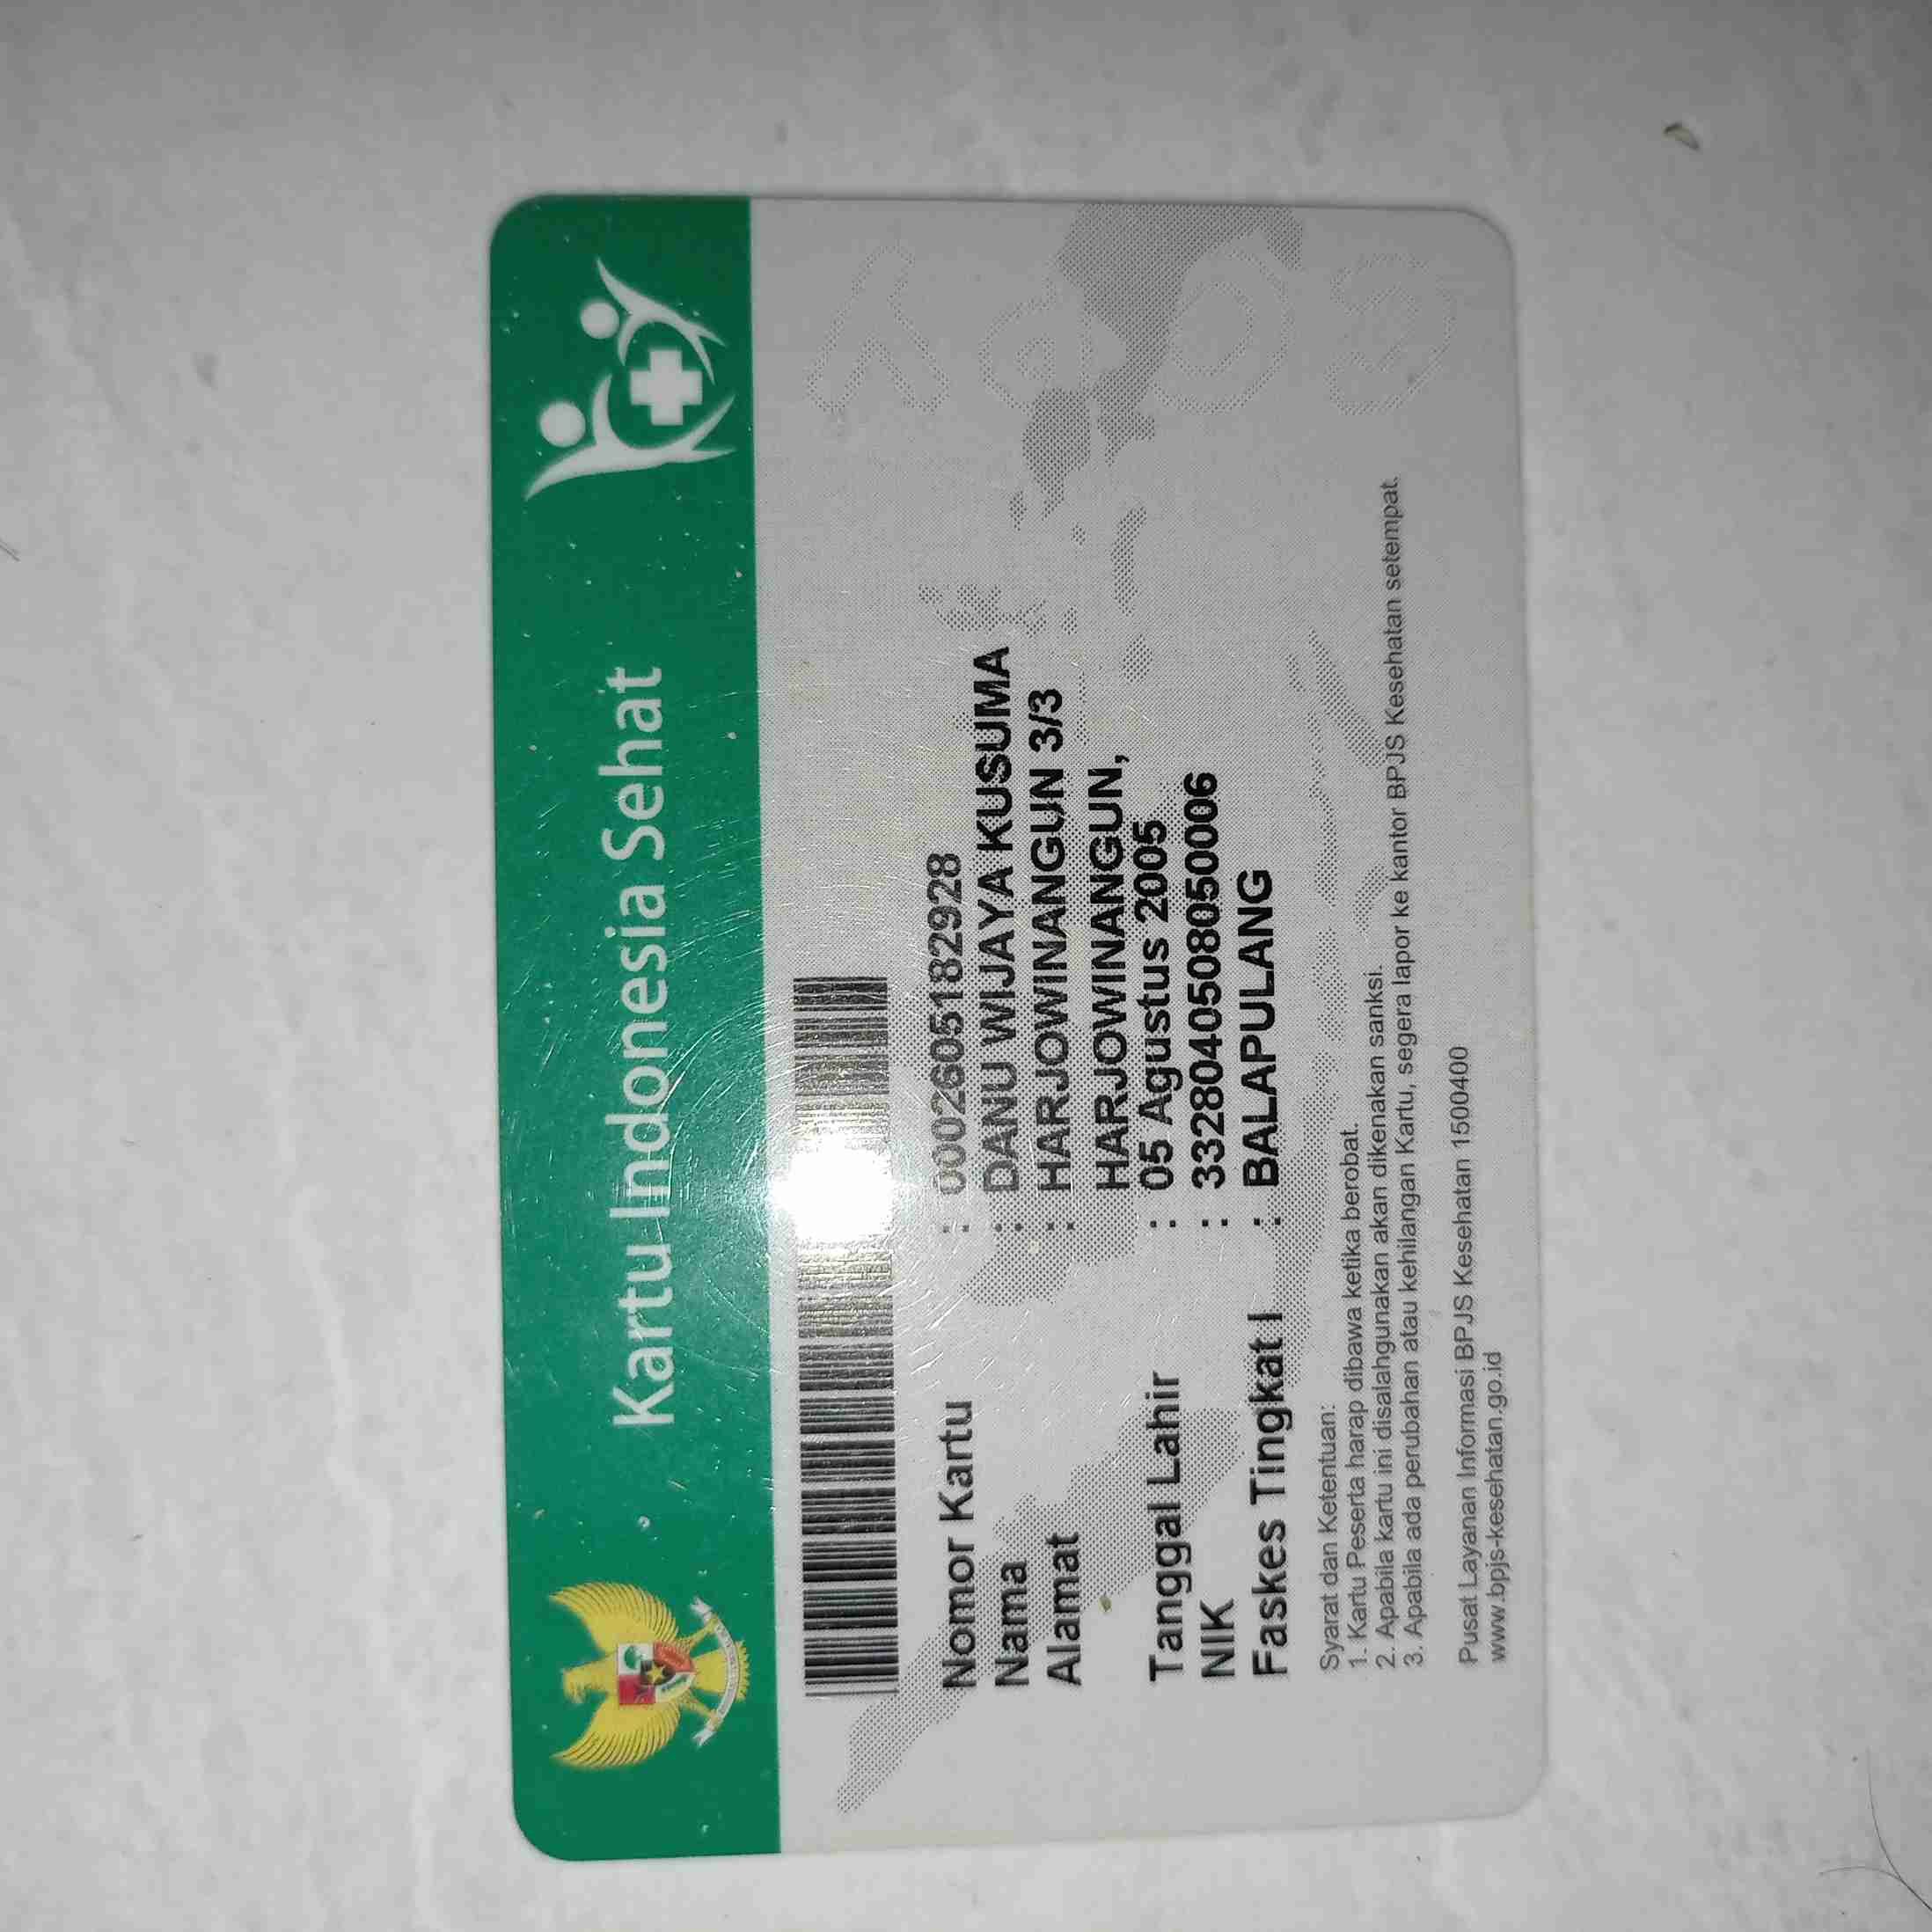 Kartu Indonesia Sehat
Nomor Kartu : 0002605182928
Nama : DANU WIJAYA KUSUMA
Alamat : HARJOWINANGUN 3/3
HARJOWINANGUN,
Tanggal Lahir : 05 Agustus 2005
NIK : 3328040508050006
Faskes Tingkat I : BALAPULANG
Syarat dan Ketentuan:
1. Kartu Peserta harap dibawa ketika berobat.
2. Apabila kartu ini disalahgunakan akan dikenakan sanksi.
3. Apabila ada perubahan atau kehilangan Kartu, segera lapor ke kantor BPJS Kesehatan setempat.
Pusat Layanan Informasi BPJS Kesehatan 1500400
www.bpjs-kesehatan.go.id